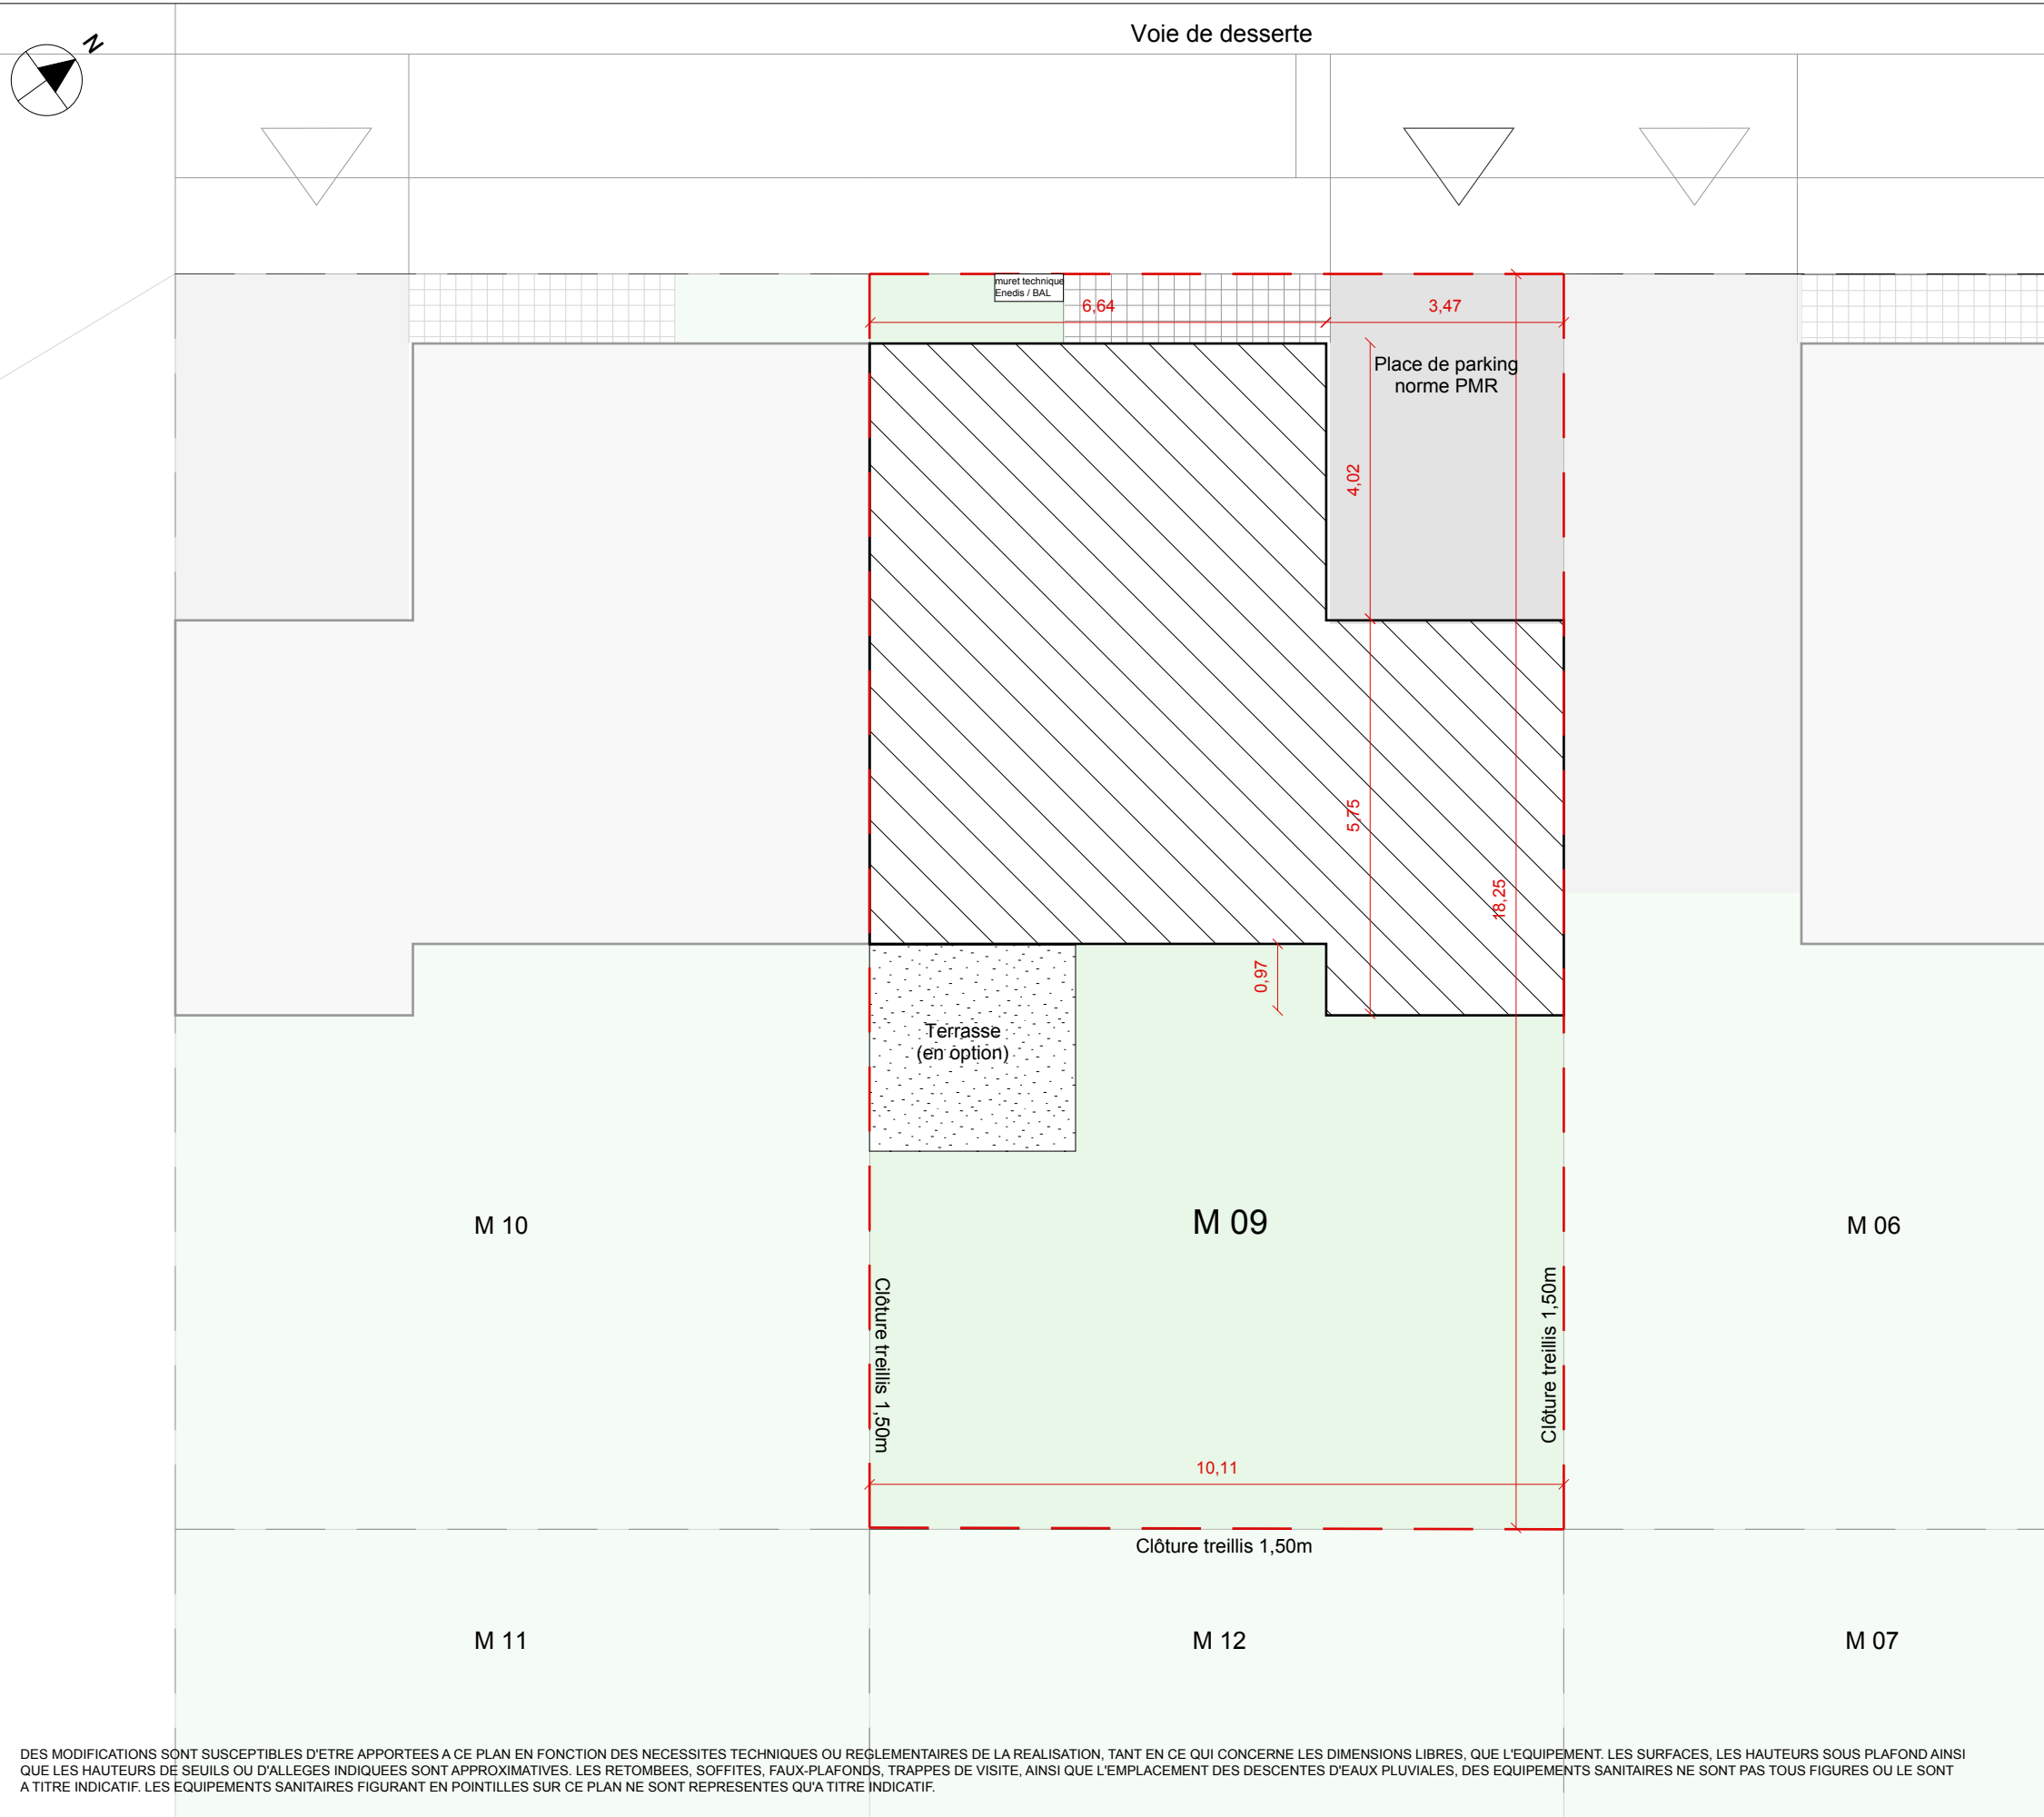 Voie de desserte
N
muret technique
Enedis / BAL
6,64
3,47
Place de parking
norme PMR
4,02
5,75
18,25
0,97
Terrasse
(en option)
M 10
M 09
M 06
Clôture treillis 1,50m
Clôture treillis 1,50m
10,11
Clôture treillis 1,50m
M 11
M 12
M 07
DES MODIFICATIONS SONT SUSCEPTIBLES D'ETRE APPORTEES A CE PLAN EN FONCTION DES NECESSITES TECHNIQUES OU REGLEMENTAIRES DE LA REALISATION, TANT EN CE QUI CONCERNE LES DIMENSIONS LIBRES, QUE L'EQUIPEMENT. LES SURFACES, LES HAUTEURS SOUS PLAFOND AINSI
QUE LES HAUTEURS DE SEUILS OU D'ALLEGES INDIQUEES SONT APPROXIMATIVES. LES RETOMBEES, SOFFITES, FAUX-PLAFONDS, TRAPPES DE VISITE, AINSI QUE L'EMPLACEMENT DES DESCENTES D'EAUX PLUVIALES, DES EQUIPEMENTS SANITAIRES NE SONT PAS TOUS FIGURES OU LE SONT
A TITRE INDICATIF. LES EQUIPEMENTS SANITAIRES FIGURANT EN POINTILLES SUR CE PLAN NE SONT REPRESENTES QU'A TITRE INDICATIF.